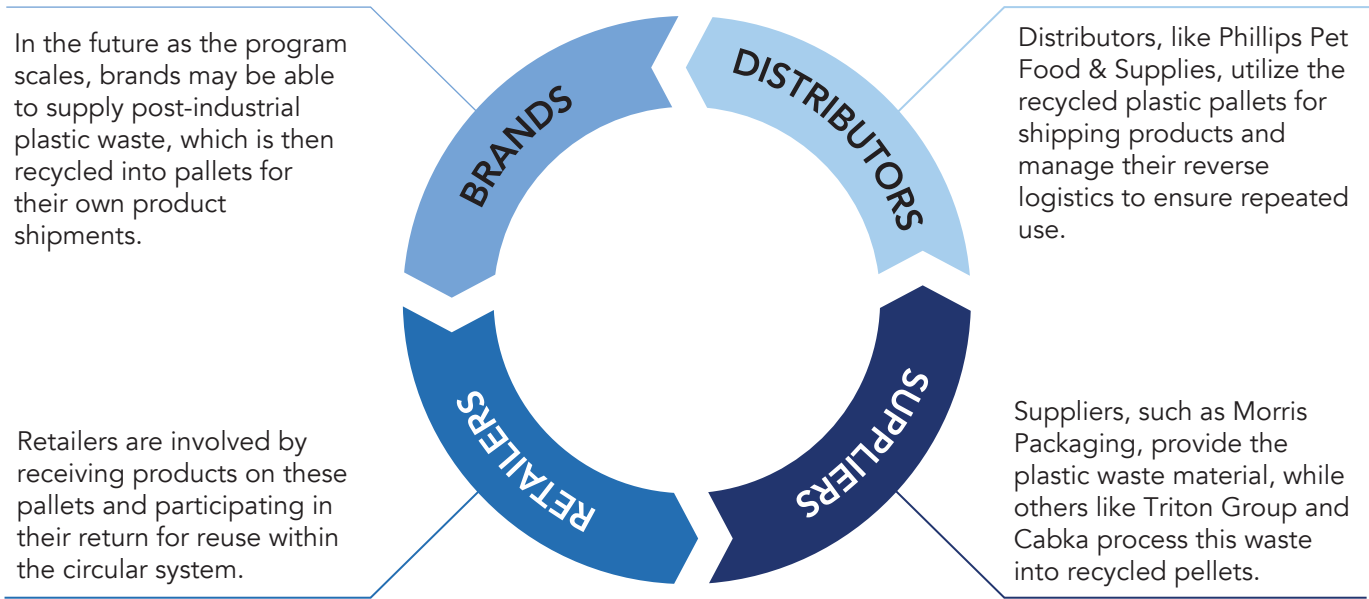 In the future as the program
scales, brands may be able
to supply post-industrial
plastic waste, which is then
recycled into pallets for
their own product
shipments.
BRANDS
DISTRIBUTORS
Distributors, like Phillips Pet
Food & Supplies, utilize the
recycled plastic pallets for
shipping products and
manage their reverse
logistics to ensure repeated
use.
Retailers are involved by
receiving products on these
pallets and participating in
their return for reuse within
the circular system.
RETAILERS
SUPPLIERS
Suppliers, such as Morris
Packaging, provide the
plastic waste material, while
others like Triton Group and
Cabka process this waste
into recycled pellets.